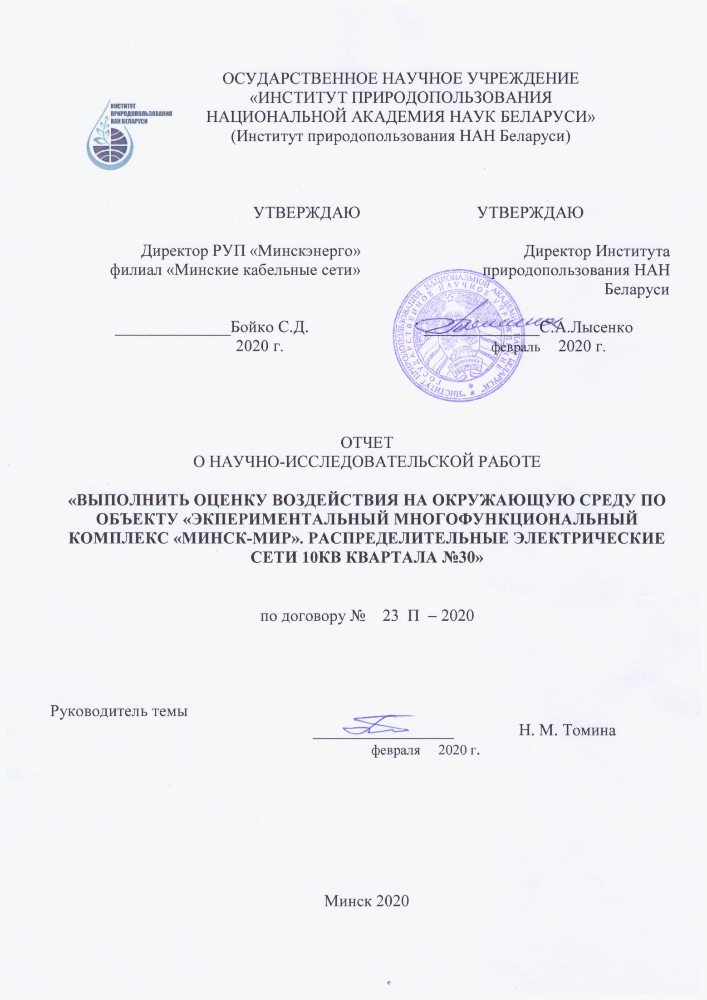 ОСУДАРСТВЕННОЕ НАУЧНОЕ УЧРЕЖДЕНИЕ
«ИНСТИТУТ ПРИРОДОПОЛЬЗОВАНИЯ
НАЦИОНАЛЬНОЙ АКАДЕМИЯ НАУК БЕЛАРУСИ»
(Институт природопользования НАН Беларуси)
ИНСТИТУТ
ПРИРОДОПОЛЬЗОВАНИЯ
НАН БЕЛАРУСИ
УТВЕРЖДАЮ
Директор РУП «Минскэнерго»
филиал «Минские кабельные сети»
Бойко С.Д.
2020 г.
УТВЕРЖДАЮ
Директор Института
природопользования НАН
Беларуси
С.А.Лысенко
февраль 2020 г.
"ИНСТИТУТ ПРИРОДОПОЛЬЗОВАНИЯ НАЦИОНАЛЬНОЙ АКАДЕМИИ НАУК БЕЛАРУСИ"
ГОСУДАРСТВЕННОЕ НАУЧНОЕ УЧРЕЖДЕНИЕ
РЭСПУБЛІКА
БЕЛАРУСЬ
ОТЧЕТ
О НАУЧНО-ИССЛЕДОВАТЕЛЬСКОЙ РАБОТЕ
«ВЫПОЛНИТЬ ОЦЕНКУ ВОЗДЕЙСТВИЯ НА ОКРУЖАЮЩУЮ СРЕДУ ПО
ОБЪЕКТУ «ЭКПЕРИМЕНТАЛЬНЫЙ МНОГОФУНКЦИОНАЛЬНЫЙ
КОМПЛЕКС «МИНСК-МИР». РАСПРЕДЕЛИТЕЛЬНЫЕ ЭЛЕКТРИЧЕСКИЕ
СЕТИ 10КВ КВАРТАЛА №30»
по договору № 23 П – 2020
Руководитель темы
Н. М. Томина
февраля 2020 г.
Минск 2020